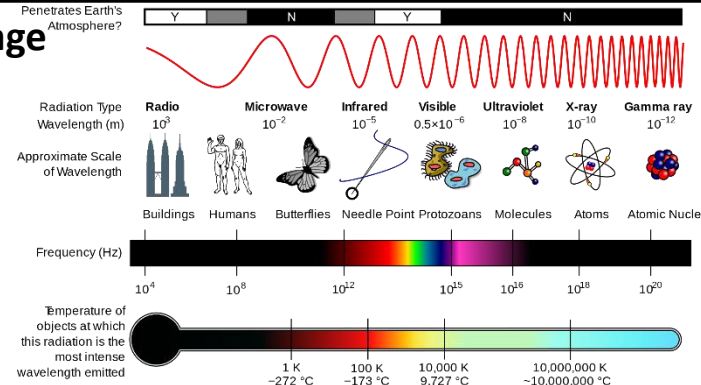 Penetrates Earth's
Atmosphere?
Y N Y N
nge
Radiation Type Radio Microwave Infrared Visible Ultraviolet X-ray Gamma ray
Wavelength (m) 10³ 10⁻² 10⁻⁵ 0.5×10⁻⁶ 10⁻⁸ 10⁻¹⁰ 10⁻¹²
Approximate Scale
of Wavelength
Buildings Humans Butterflies Needle Point Protozoans Molecules Atoms Atomic Nucle
Frequency (Hz)
10⁴ 10⁸ 10¹² 10¹⁵ 10¹⁶ 10¹⁸ 10²⁰
Temperature of
objects at which
this radiation is the
most intense
wavelength emitted
1 K 100 K 10,000 K 10,000,000 K
−272 °C −173 °C 9,727 °C ~10,000,000 °C